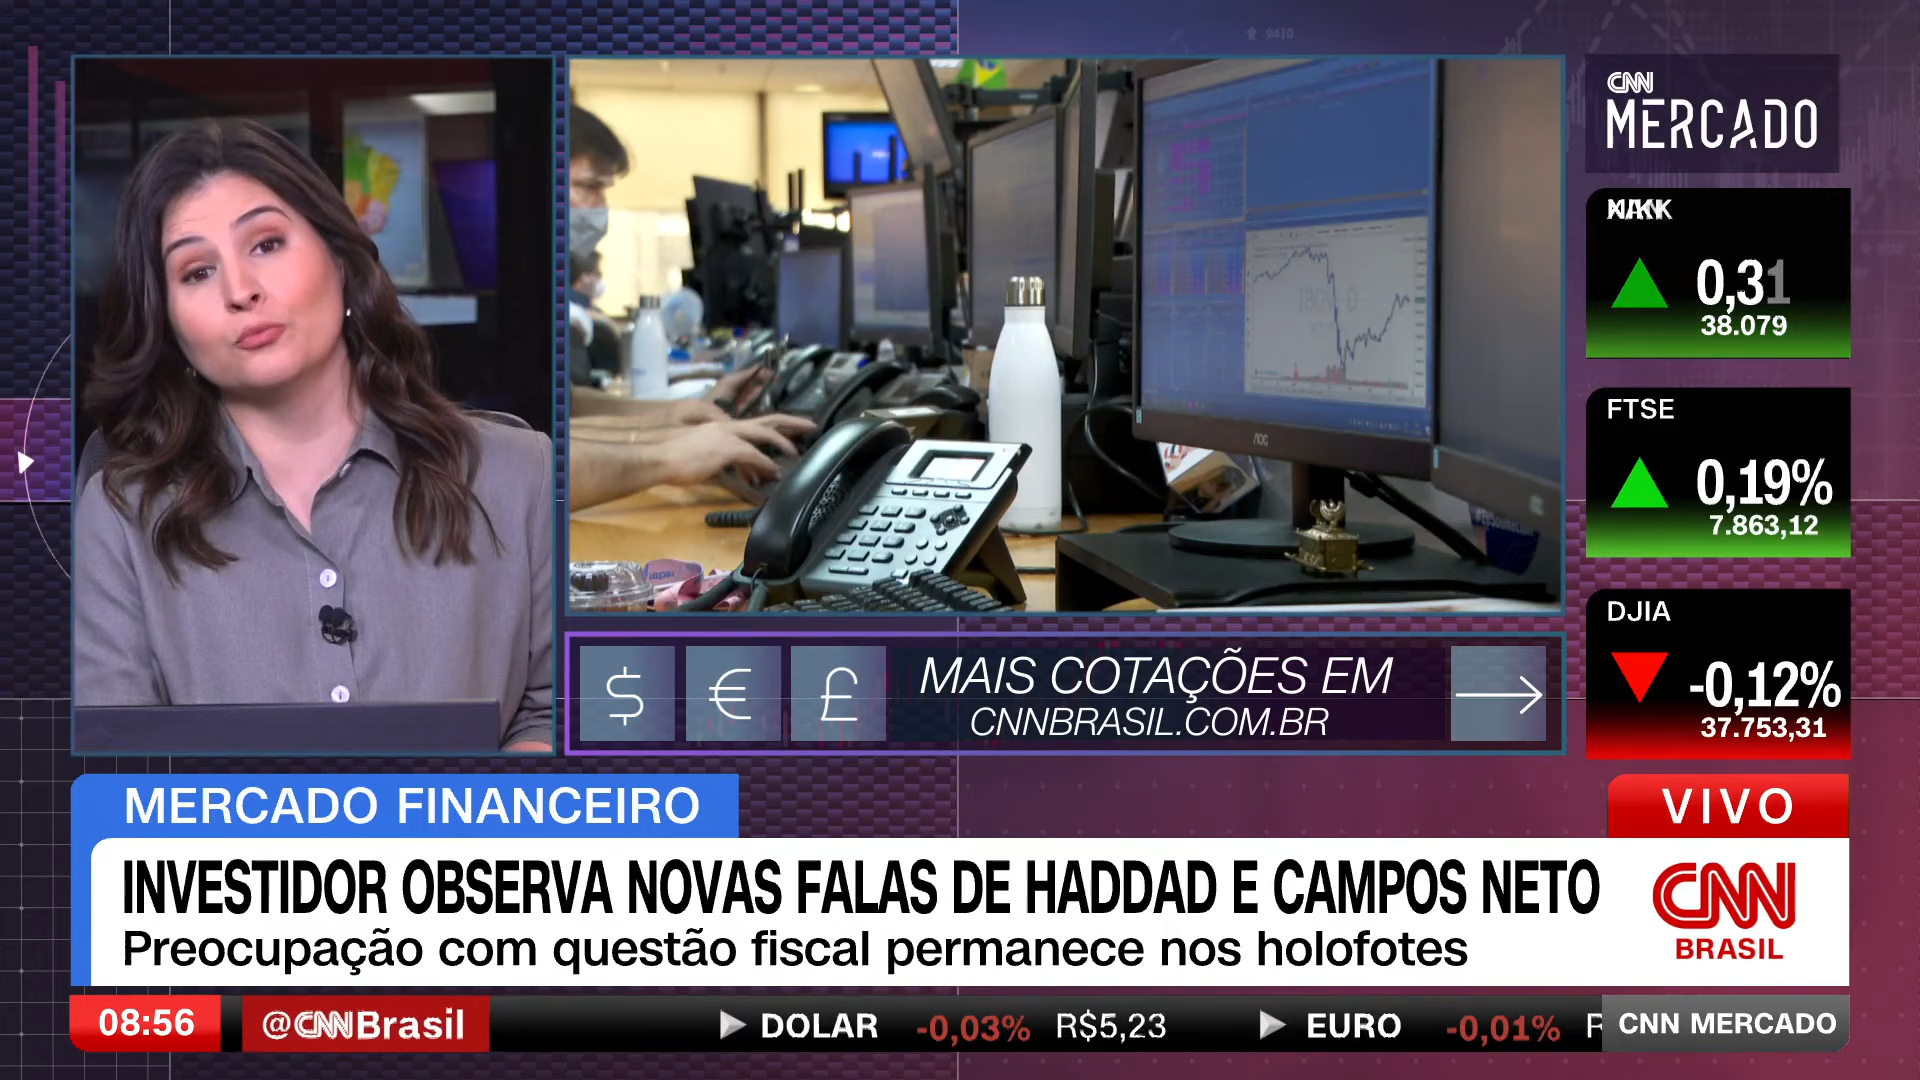 CNN
MERCADO
0,31
38.079
FTSE
0,19%
7.863,12
DJIA
-0,12%
37.753,31
$ € £
MAIS COTAÇÕES EM
CNNBRASIL.COM.BR
MERCADO FINANCEIRO
VIVO
INVESTIDOR OBSERVA NOVAS FALAS DE HADDAD E CAMPOS NETO
Preocupação com questão fiscal permanece nos holofotes
CNN
BRASIL
08:56
@CNNBrasil
DOLAR -0,03% R$5,23
EURO -0,01% R
CNN MERCADO
AOC